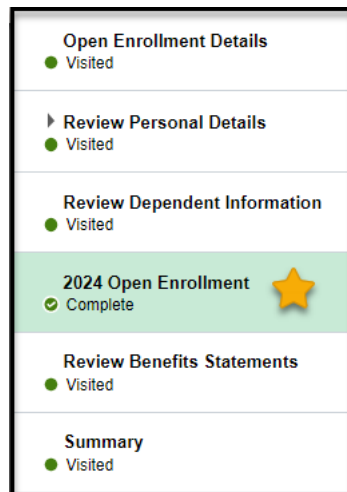 Open Enrollment Details
Visited
Review Personal Details
Visited
Review Dependent Information
Visited
2024 Open Enrollment
Complete
Review Benefits Statements
Visited
Summary
Visited